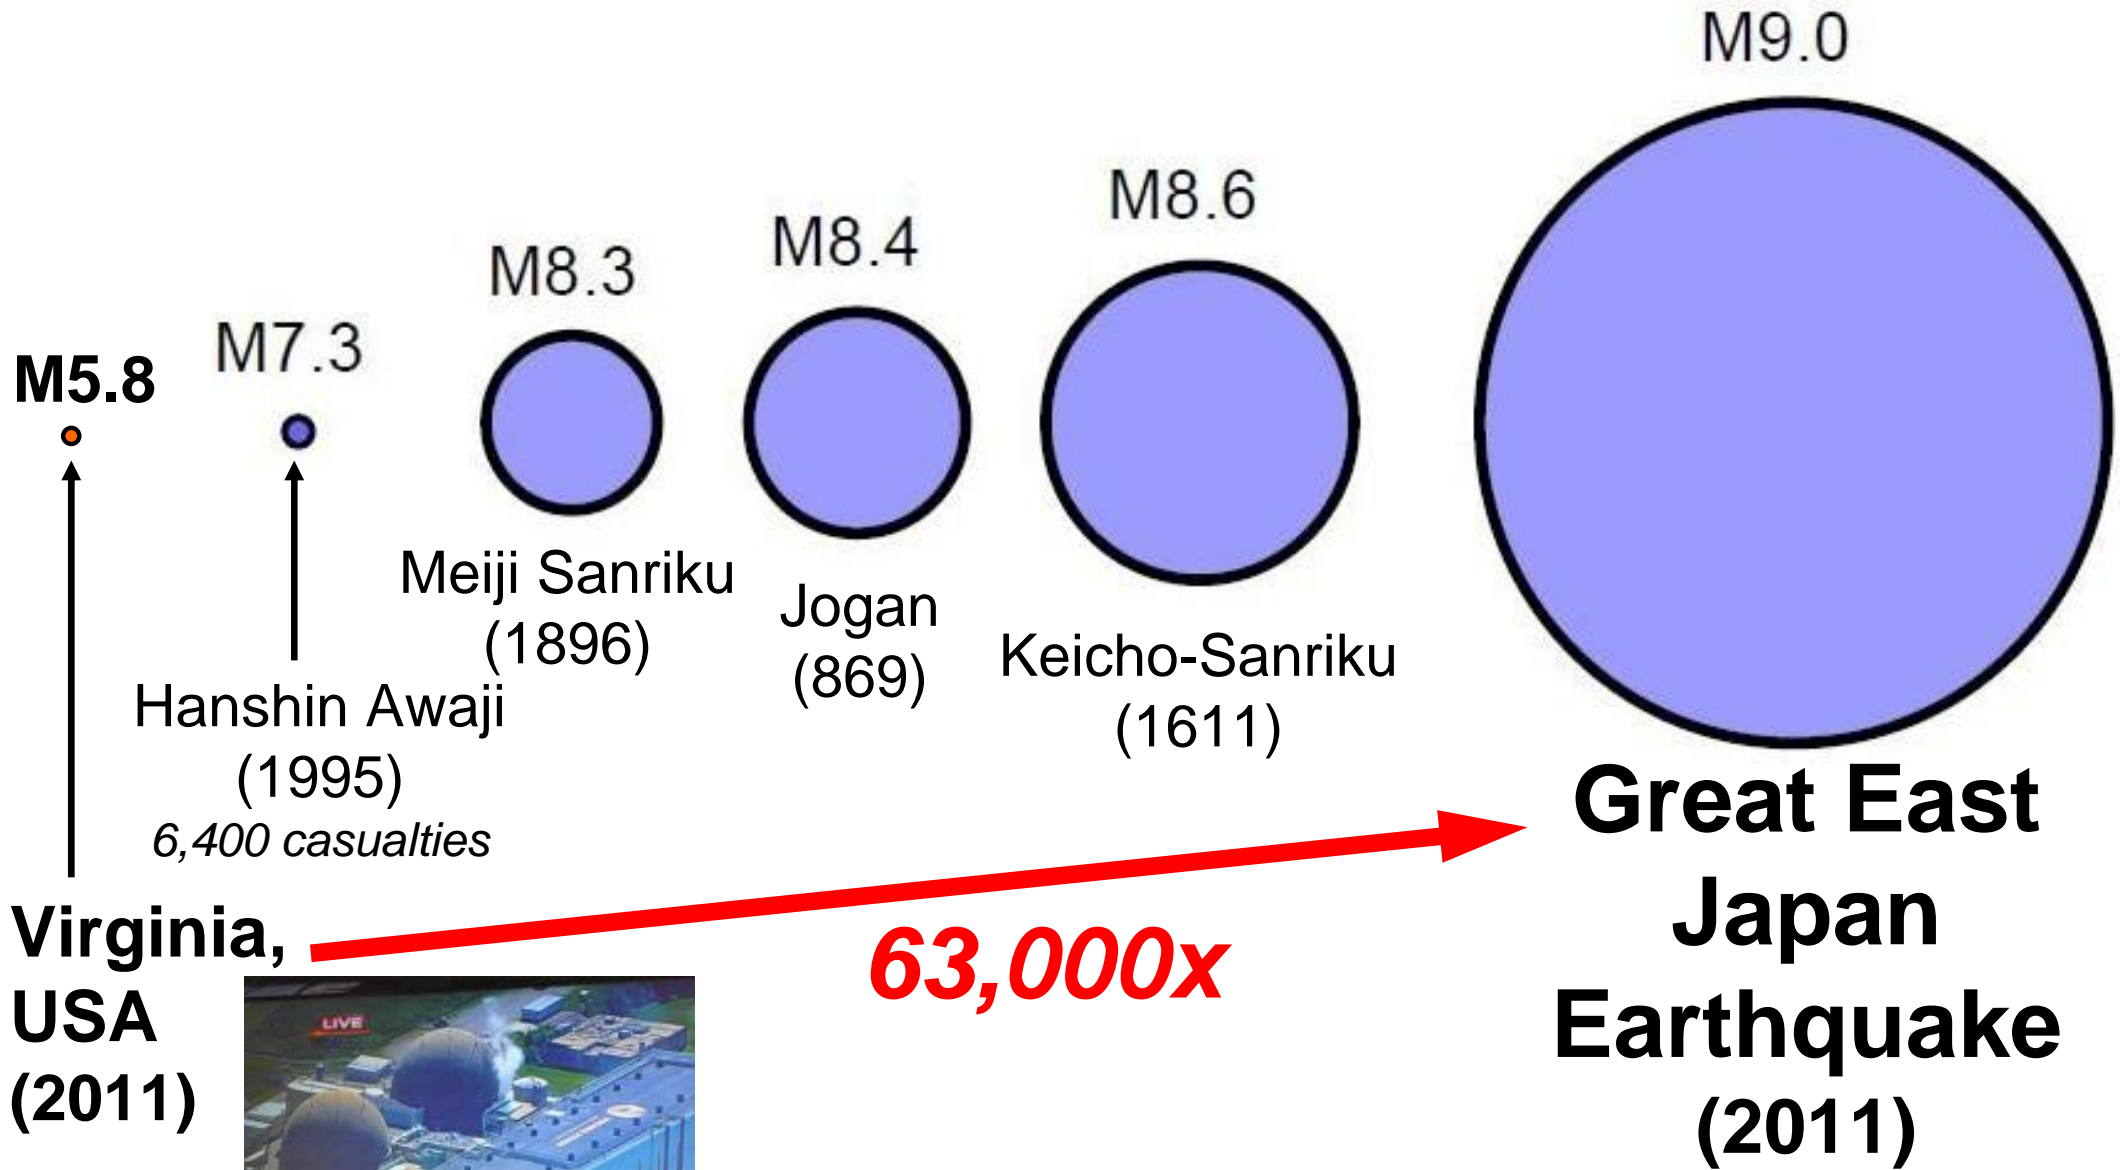 M9.0
M8.6
M8.4
M8.3
M7.3
M5.8
Meiji Sanriku
(1896)
Jogan
(869)
Keicho-Sanriku
(1611)
Hanshin Awaji
(1995)
6,400 casualties
Great East
Japan
Earthquake
(2011)
Virginia,
USA
(2011)
63,000x
LIVE